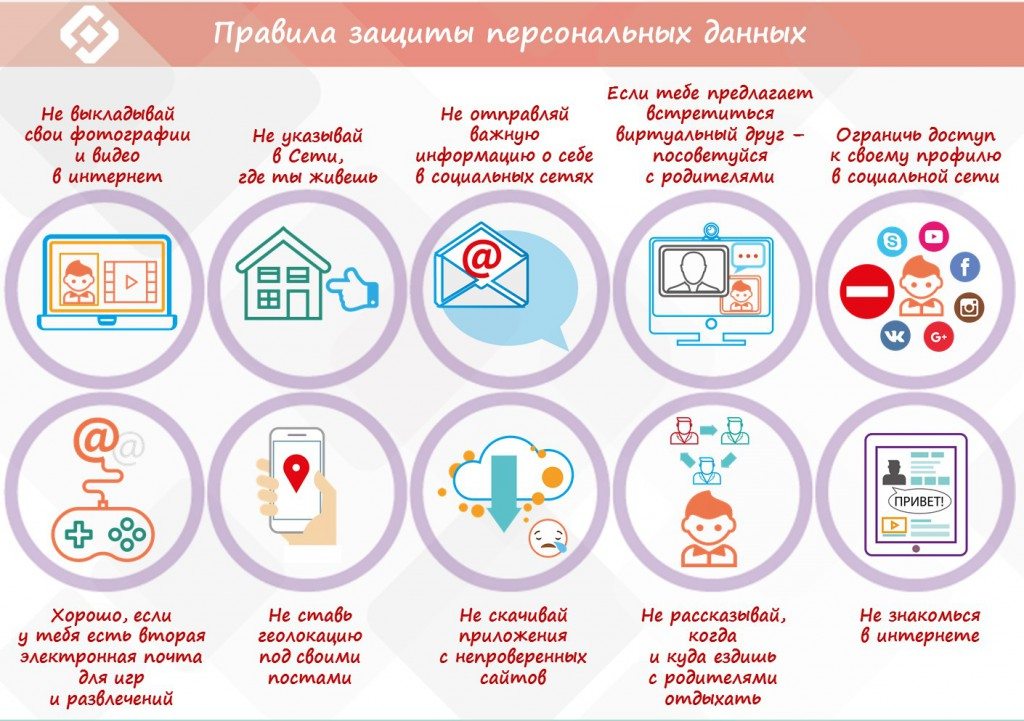 Правила защиты персональных данных
Не выкладывай
свои фотографии
и видео
в интернет
Не указывай
в Сети,
где ты живешь
Не отправляй
важную
информацию о себе
в социальных сетях
Если тебе предлагает
встретиться
виртуальный друг –
посоветуйся
с родителями
Ограничь доступ
к своему профилю
в социальной сети
@
S
f
VK
G+
@
@
ПРИВЕТ!
Хорошо, если
у тебя есть вторая
электронная почта
для игр
и развлечений
Не ставь
геолокацию
под своими
постами
Не скачивай
приложения
с непроверенных
сайтов
Не рассказывай,
когда
и куда ездишь
с родителями
отдыхать
Не знакомься
в интернете